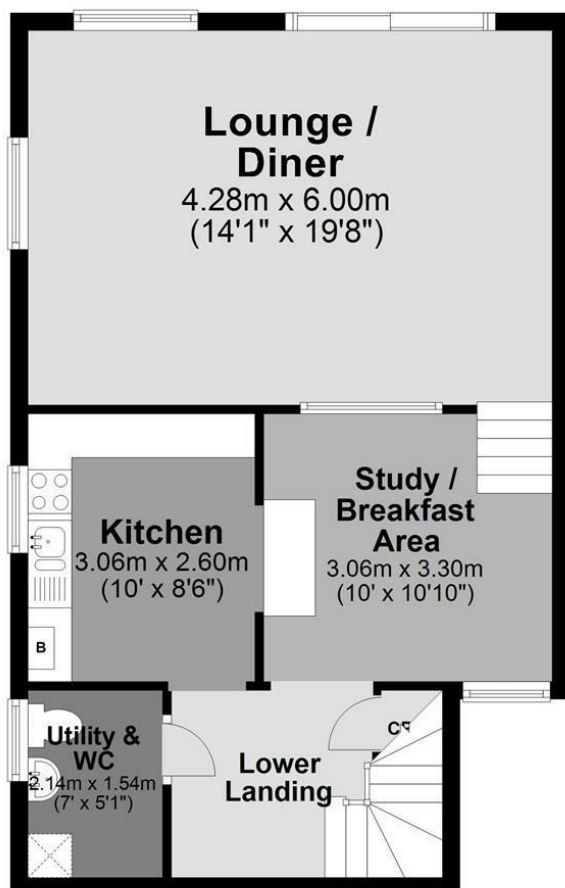 Lounge /
Diner
4.28m x 6.00m
(14'1" x 19'8")
Kitchen
3.06m x 2.60m
(10' x 8'6")
Study /
Breakfast
Area
3.06m x 3.30m
(10' x 10'10")
B
Utility &
WC
2.14m x 1.54m
(7' x 5'1")
Lower
Landing